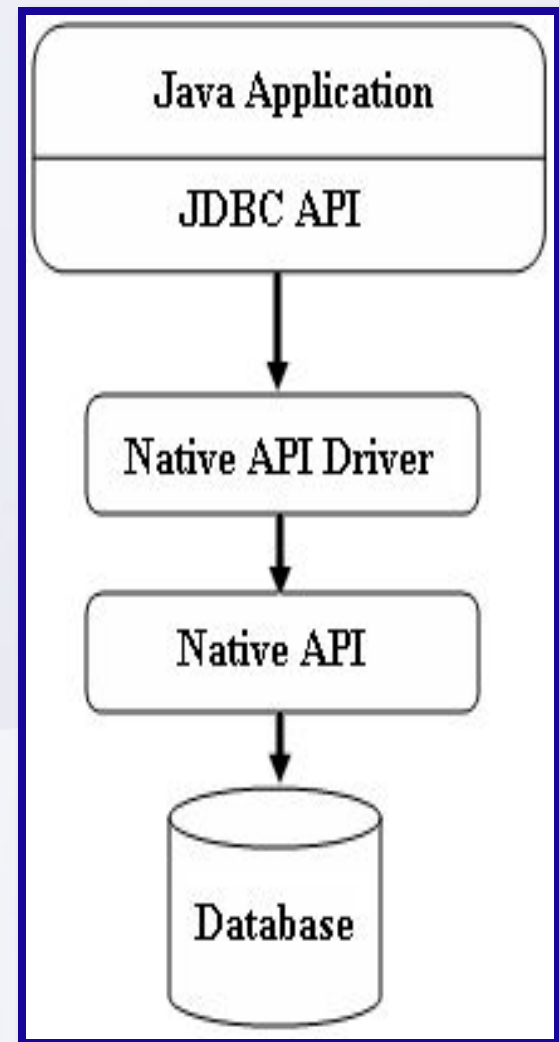 Java Application
JDBC API
Native API Driver
Native API
Database